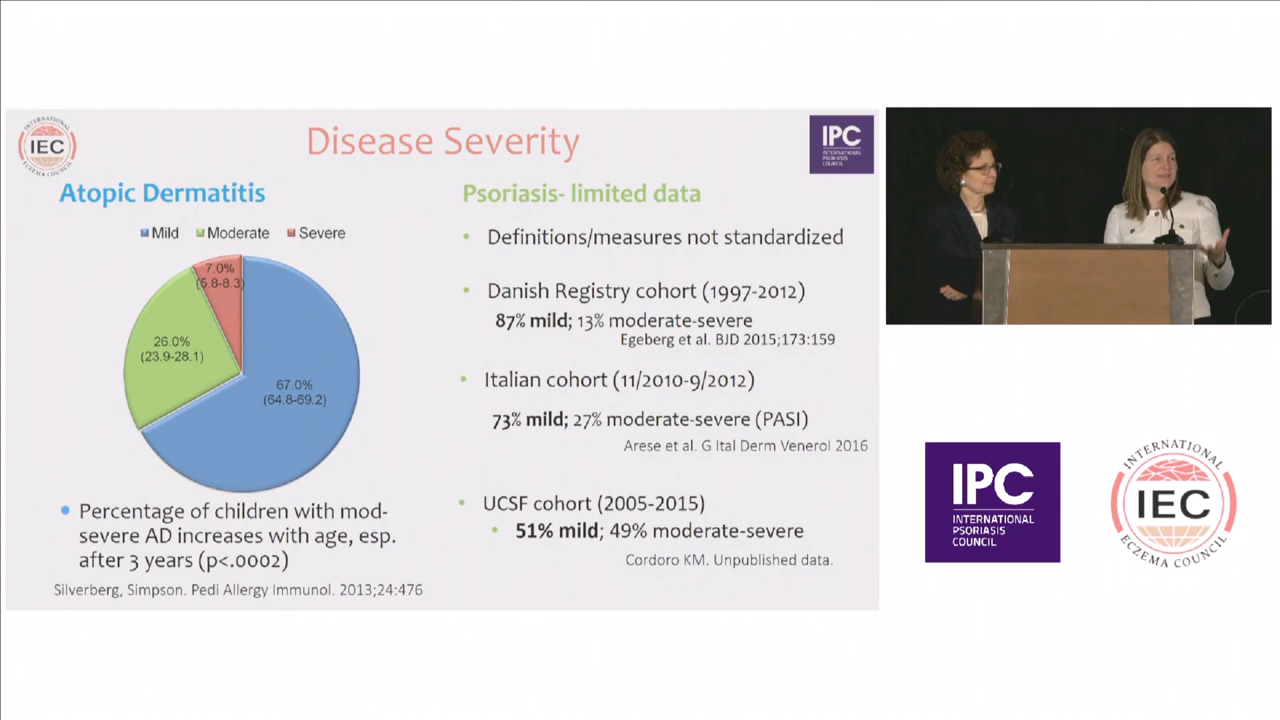 INTERNATIONAL
IEC
ECZEMA COUNCIL
Disease Severity
IPC
INTERNATIONAL
PSORIASIS
COUNCIL
Atopic Dermatitis
Mild Moderate Severe
7.0%
(5.8-8.3)
26.0%
(23.9-28.1)
67.0%
(64.8-69.2)
• Percentage of children with mod-
severe AD increases with age, esp.
after 3 years (p<.0002)
Silverberg, Simpson. Pedi Allergy Immunol. 2013;24:476
Psoriasis- limited data
• Definitions/measures not standardized
• Danish Registry cohort (1997-2012)
87% mild; 13% moderate-severe
Egeberg et al. BJD 2015;173:159
• Italian cohort (11/2010-9/2012)
73% mild; 27% moderate-severe (PASI)
Arese et al. G Ital Derm Venerol 2016
• UCSF cohort (2005-2015)
• 51% mild; 49% moderate-severe
Cordoro KM. Unpublished data.
IPC
INTERNATIONAL
PSORIASIS
COUNCIL
INTERNATIONAL
IEC
ECZEMA COUNCIL